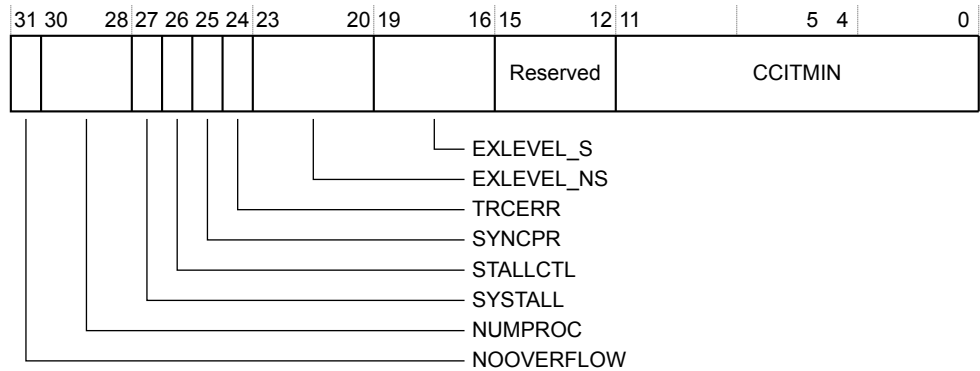 31 30 28 27 26 25 24 23 20 19 16 15 12 11 5 4 0
Reserved CCITMIN
EXLEVEL_S
EXLEVEL_NS
TRCERR
SYNCPR
STALLCTL
SYSTALL
NUMPROC
NOOVERFLOW